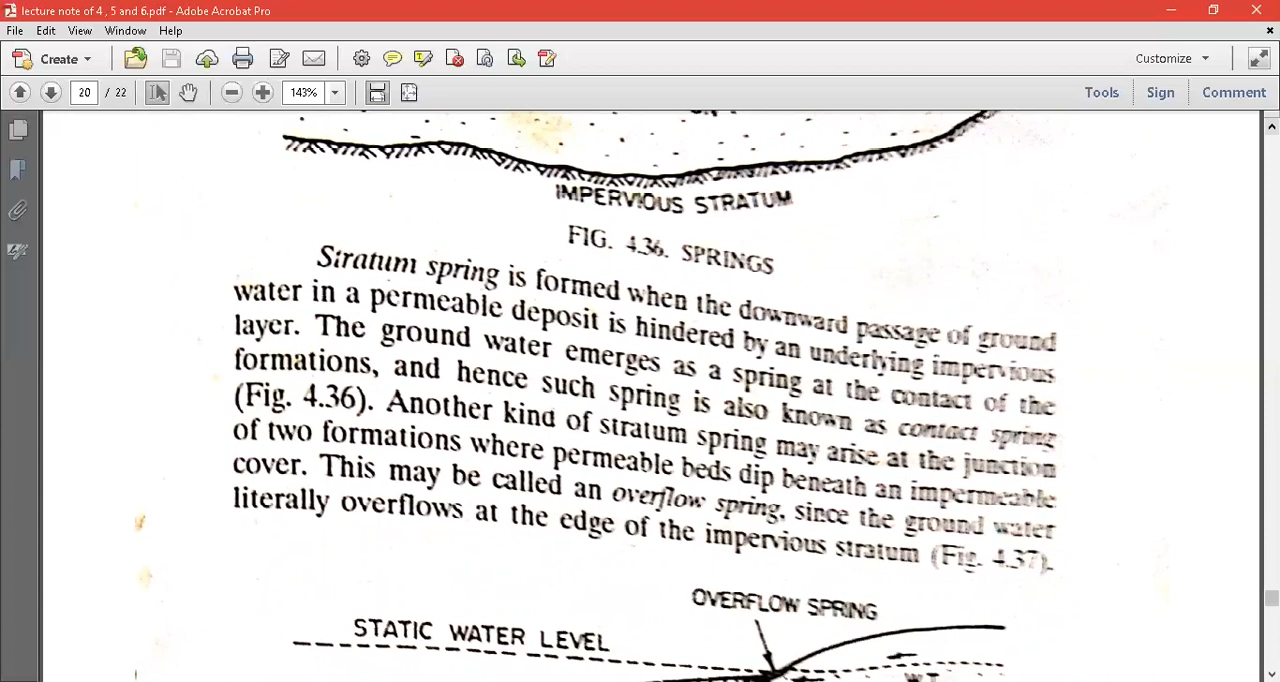 lecture note of 4 , 5 and 6.pdf - Adobe Acrobat Pro
File Edit View Window Help
Create Customize
20 / 22 143% Tools Sign Comment
IMPERVIOUS STRATUM
FIG. 4.36. SPRINGS
Stratum spring is formed when the downward passage of ground
water in a permeable deposit is hindered by an underlying impervious
layer. The ground water emerges as a spring at the contact of the
formations, and hence such spring is also known as contact spring
(Fig. 4.36). Another kind of stratum spring may arise at the junction
of two formations where permeable beds dip beneath an impermeable
cover. This may be called an overflow spring, since the ground water
literally overflows at the edge of the impervious stratum (Fig. 4.37).
OVERFLOW SPRING
STATIC WATER LEVEL